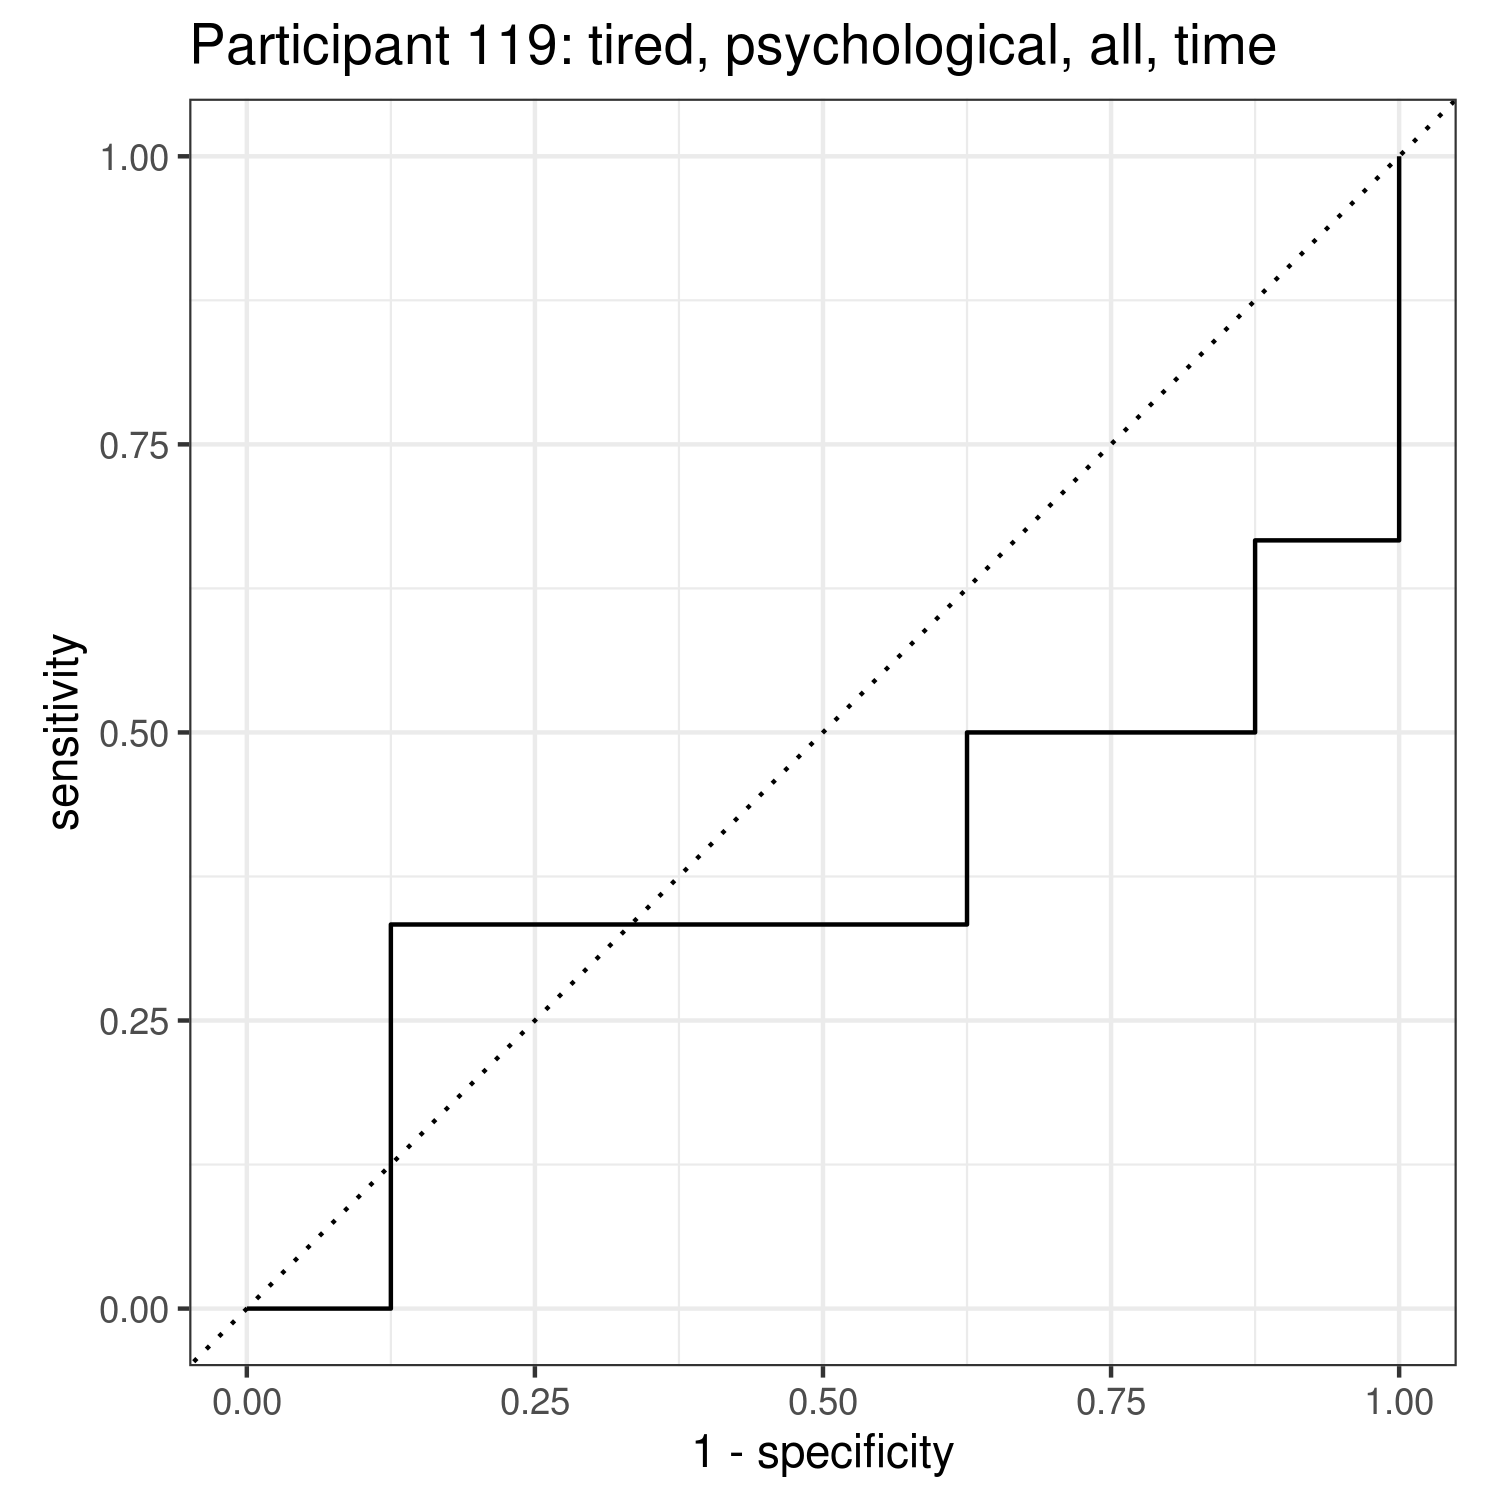 Participant 119: tired, psychological, all, time
1.00
0.75
0.50
0.25
0.00
sensitivity
0.00 0.25 0.50 0.75 1.00
1 - specificity